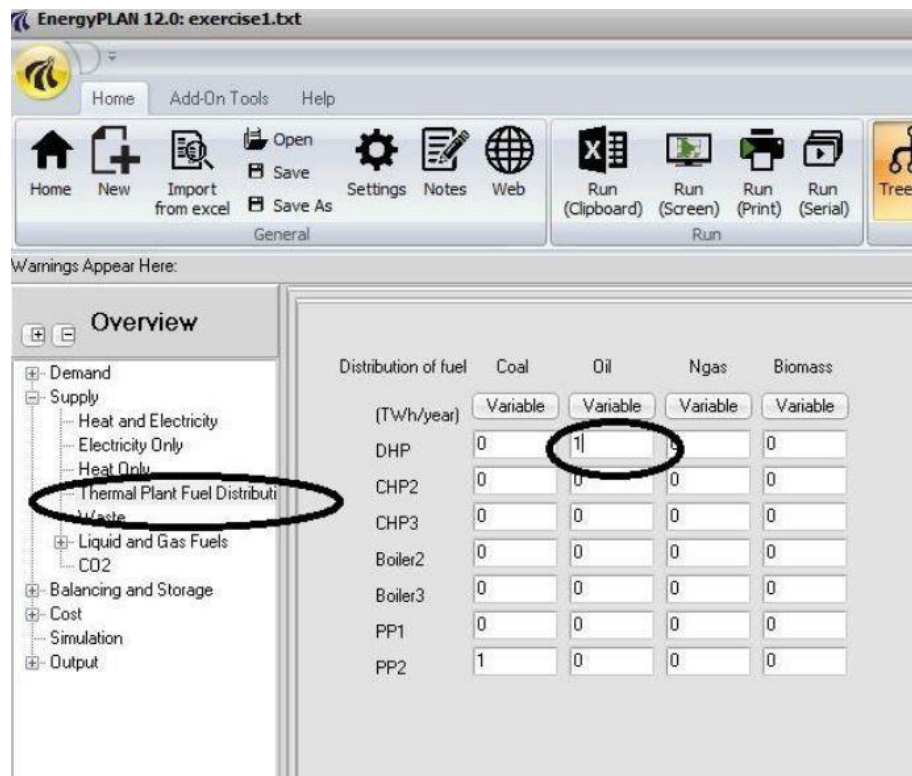 EnergyPLAN 12.0: exercise1.txt
Home Add-On Tools Help
Home New Import from excel Open Save Save As Settings Notes Web Run (Clipboard) Run (Screen) Run (Print) Run (Serial) Tree
General Run
Warnings Appear Here:
Overview
Demand
Supply
Heat and Electricity
Electricity Only
Heat Only
Thermal Plant Fuel Distributi
Waste
Liquid and Gas Fuels
CO2
Balancing and Storage
Cost
Simulation
Output
Distribution of fuel Coal Oil Ngas Biomass
(TWh/year) Variable Variable Variable Variable
DHP 0 1 0 0
CHP2 0 0 0 0
CHP3 0 0 0 0
Boiler2 0 0 0 0
Boiler3 0 0 0 0
PP1 0 0 0 0
PP2 1 0 0 0